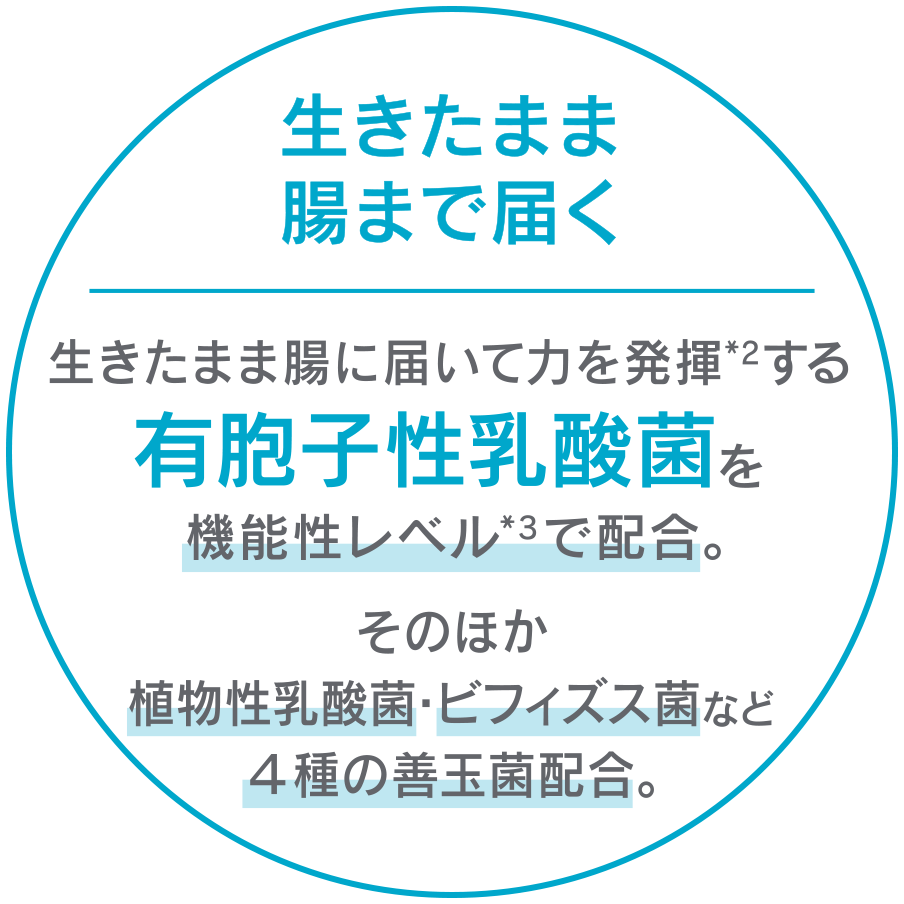 生きたまま
腸まで届く
生きたまま腸に届いて力を発揮*2する
有胞子性乳酸菌を
機能性レベル*3で配合。
そのほか
植物性乳酸菌・ビフィズス菌など
4種の善玉菌配合。